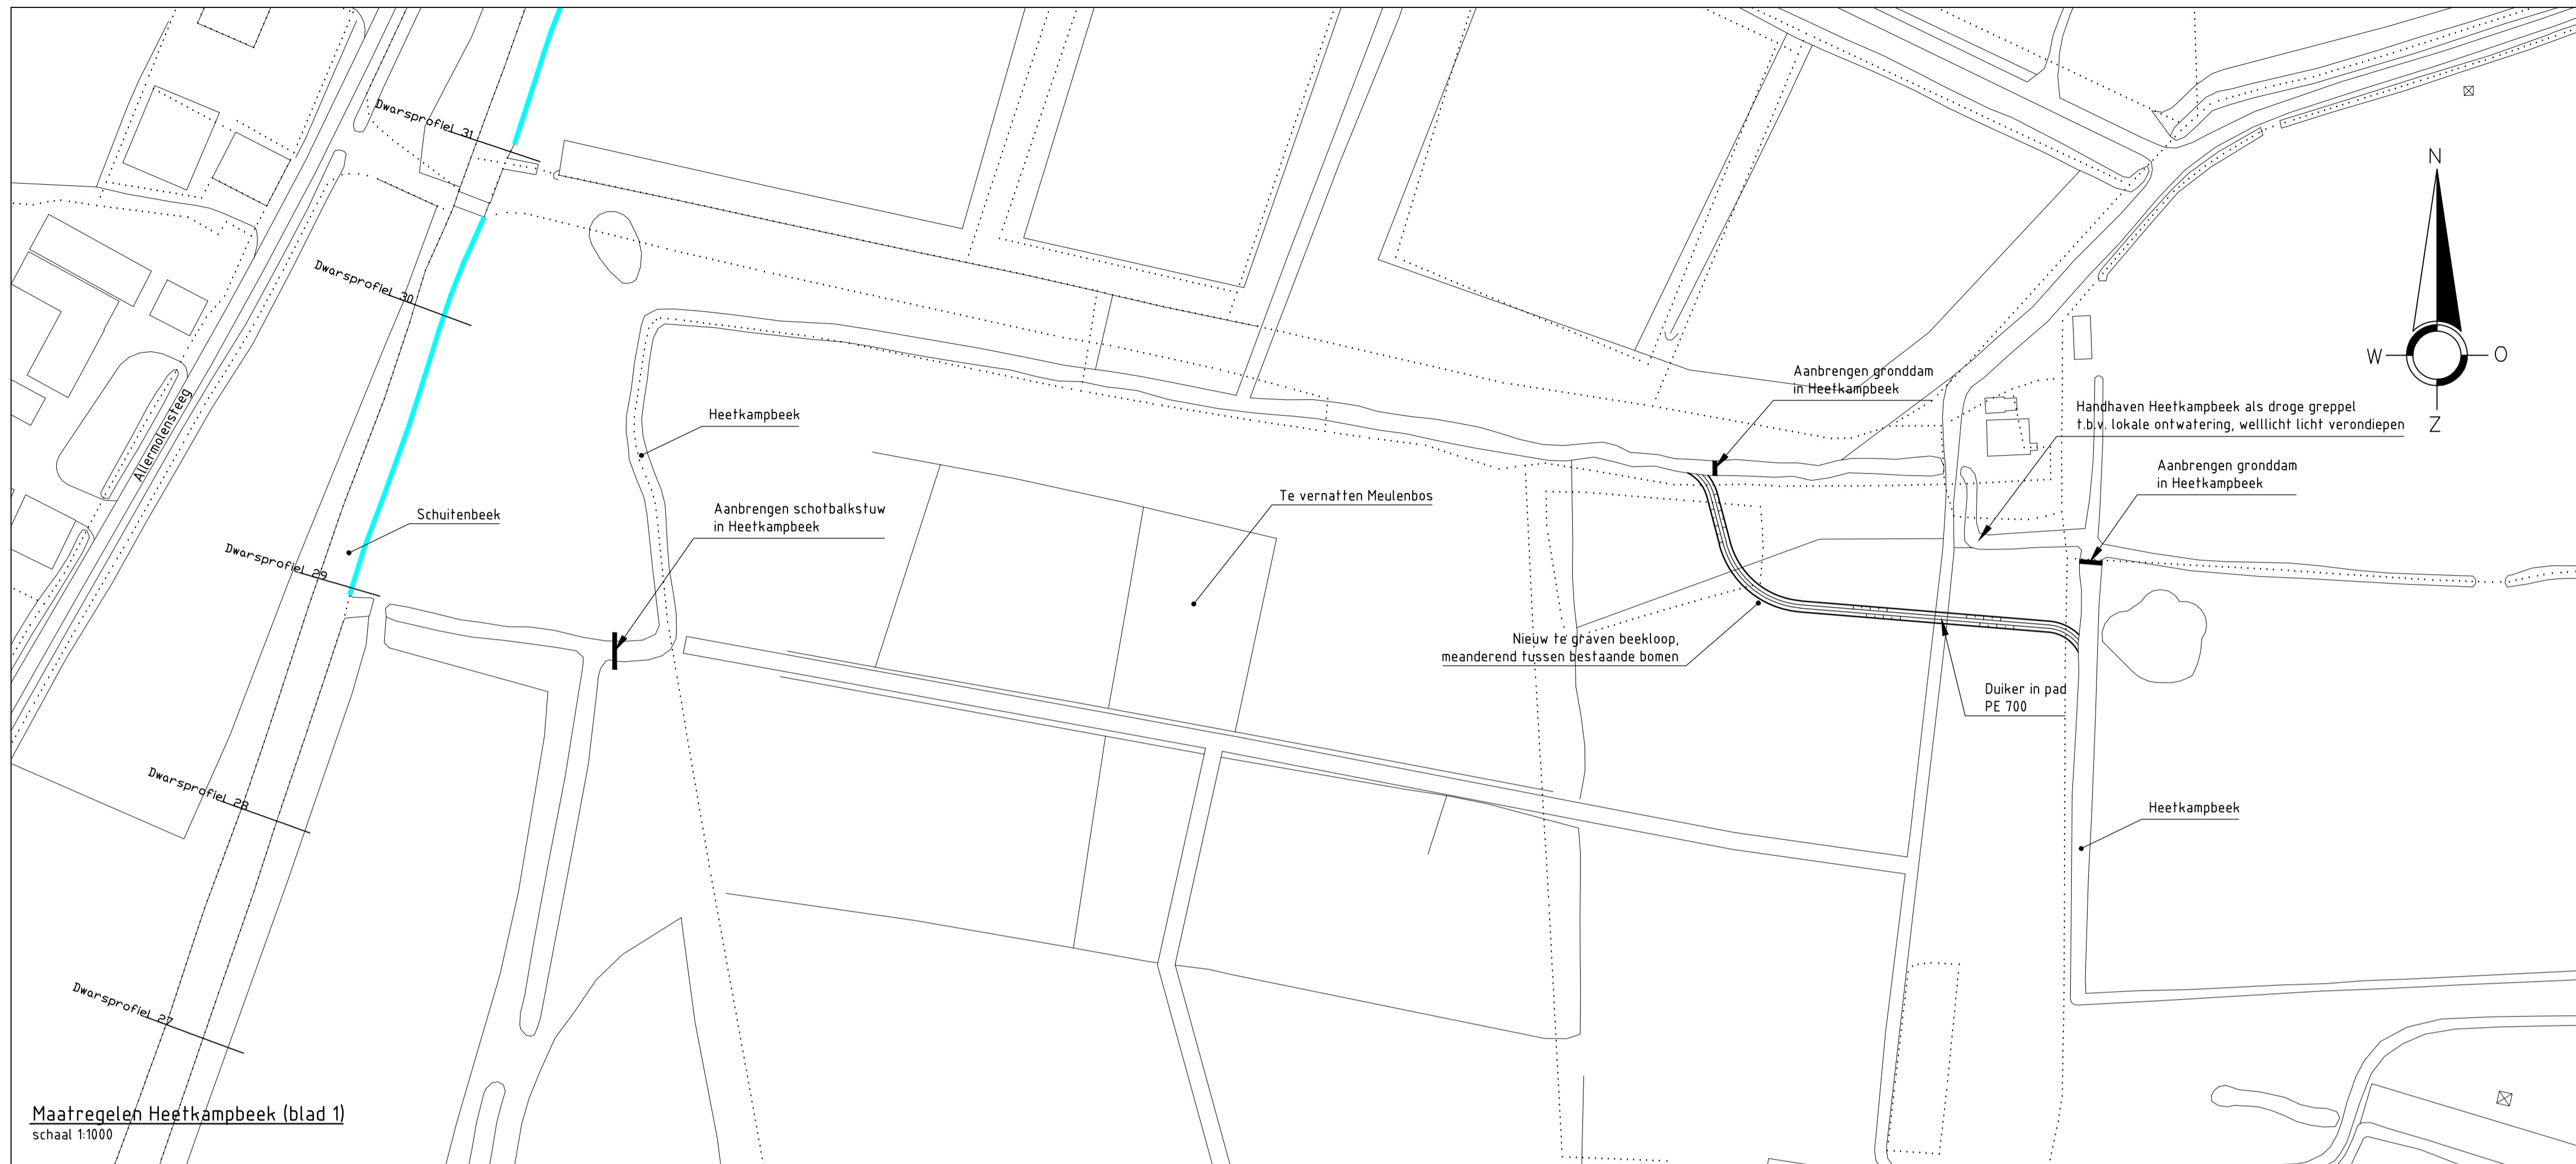 Dwarsprofiel 31
Dwarsprofiel 30
Allermolensteeg
Schuitenbeek
Dwarsprofiel 29
Dwarsprofiel 28
Dwarsprofiel 27
Heetkampbeek
Aanbrengen schotbalkstuw
in Heetkampbeek
Te vernatten Meulenbos
Aanbrengen gronddam
in Heetkampbeek
Nieuw te graven beekloop,
meanderend tussen bestaande bomen
Duiker in pad
PE 700
Handhaven Heetkampbeek als droge greppel
t.b.v. lokale ontwatering, welllicht licht verondiepen
Aanbrengen gronddam
in Heetkampbeek
Heetkampbeek
N
W
O
Z
Maatregelen Heetkampbeek (blad 1)
schaal 1:1000